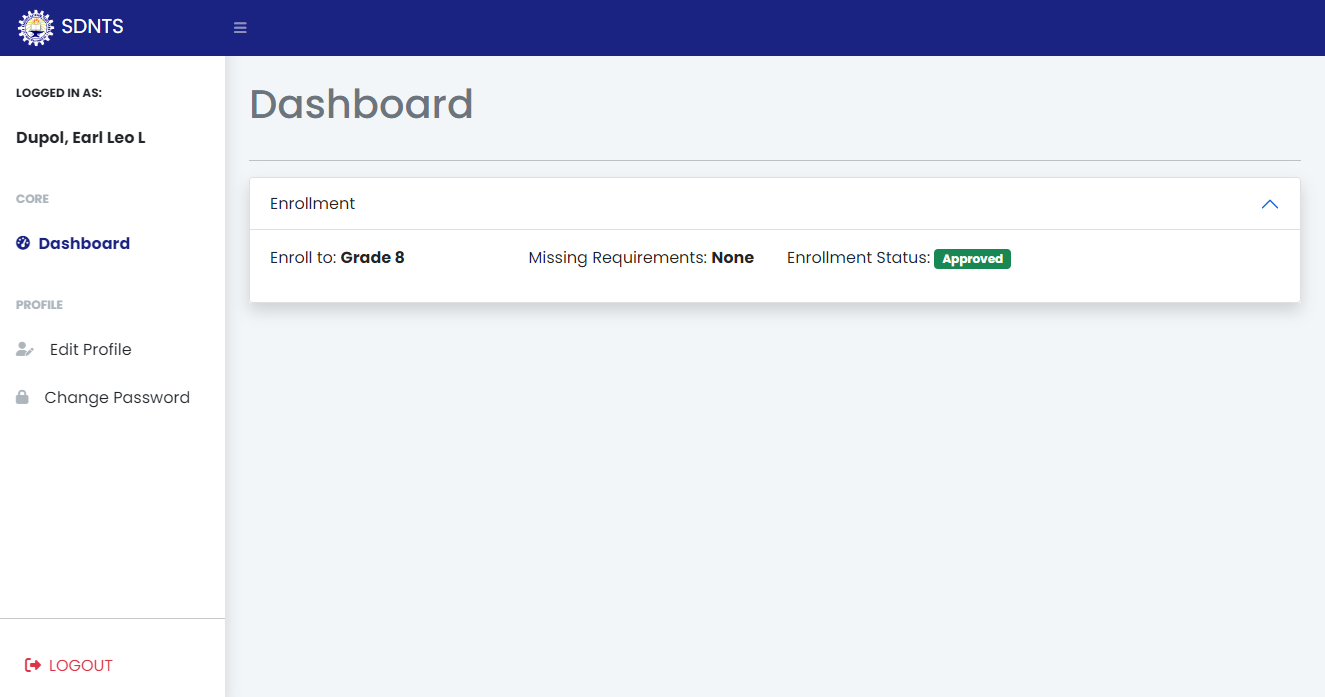 SDNTS
LOGGED IN AS:
Dupol, Earl Leo L
CORE
Dashboard
PROFILE
Edit Profile
Change Password
LOGOUT
Dashboard
Enrollment
Enroll to: Grade 8 Missing Requirements: None Enrollment Status: Approved